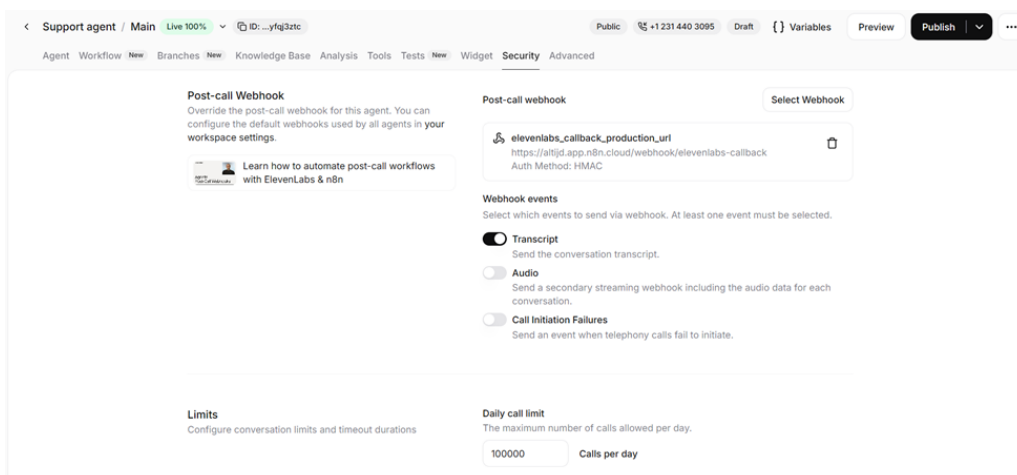 Support agent / Main Live 100% ID: ...yfqj3ztc Public +1 231 440 3095 Draft { } Variables Preview Publish
Agent Workflow New Branches New Knowledge Base Analysis Tools Tests New Widget Security Advanced
Post-call Webhook
Override the post-call webhook for this agent. You can
configure the default webhooks used by all agents in your
workspace settings.
Learn how to automate post-call workflows
with ElevenLabs & n8n
Post-call webhook Select Webhook
elevenlabs_callback_production_url
https://altijd.app.n8n.cloud/webhook/elevenlabs-callback
Auth Method: HMAC
Webhook events
Select which events to send via webhook. At least one event must be selected.
Transcript
Send the conversation transcript.
Audio
Send a secondary streaming webhook including the audio data for each
conversation.
Call Initiation Failures
Send an event when telephony calls fail to initiate.
Limits
Configure conversation limits and timeout durations
Daily call limit
The maximum number of calls allowed per day.
100000 Calls per day